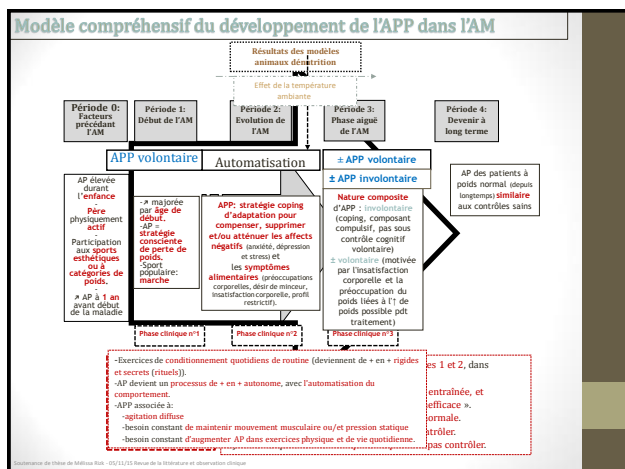 Modèle compréhensif du développement de l'APP dans l'AM
Résultats des modèles
animaux dénutrition
Effet de la température
ambiante
Période 0:
Facteurs
précédant
l'AM
Période 1:
Début de l'AM
Période 2:
Evolution de
l'AM
Période 3:
Phase aiguë
de l'AM
Période 4:
Devenir à
long terme
APP volontaire
Automatisation
± APP volontaire
± APP involontaire
AP élevée
durant
l'enfance
-
Père
physiquement
actif
-
Participation
aux sports
esthétiques
ou à
catégories de
poids.
-
↗ AP à 1 an
avant début
de la maladie
-↗ majorée
par âge de
début.
-AP =
stratégie
consciente
de perte de
poids.
-Sport
populaire:
marche
APP: stratégie coping
d'adaptation pour
compenser, supprimer
et/ou atténuer les affects
négatifs (anxiété, dépression
et stress) et
les symptômes
alimentaires (préoccupations
corporelles, désir de minceur,
insatisfaction corporelle, profil
restrictif).
Nature composite
d'APP : involontaire
(coping, composant
compulsif, pas sous
contrôle cognitif
volontaire)
± volontaire (motivée
par l'insatisfaction
corporelle et la
préoccupation du
poids liées à l'↑ de
poids possible pdt
traitement)
AP des patients à
poids normal (depuis
longtemps) similaire
aux contrôles sains
Phase clinique n°1
Phase clinique n°2
Phase clinique n°3
-Exercices de conditionnement quotidiens de routine (deviennent de + en + rigides
et secrets (rituels)).
-AP devient un processus de + en + autonome, avec l'automatisation du
comportement.
-APP associée à:
-agitation diffuse
-besoin constant de maintenir mouvement musculaire ou/et pression statique
-besoin constant d'augmenter AP dans exercices physique et de vie quotidienne.
es 1 et 2, dans
entraînée, et
efficace ».
ormale.
trôler.
pas contrôler.
Soutenance de thèse de Mélissa Rizk - 05/11/15 Revue de la littérature et observation clinique